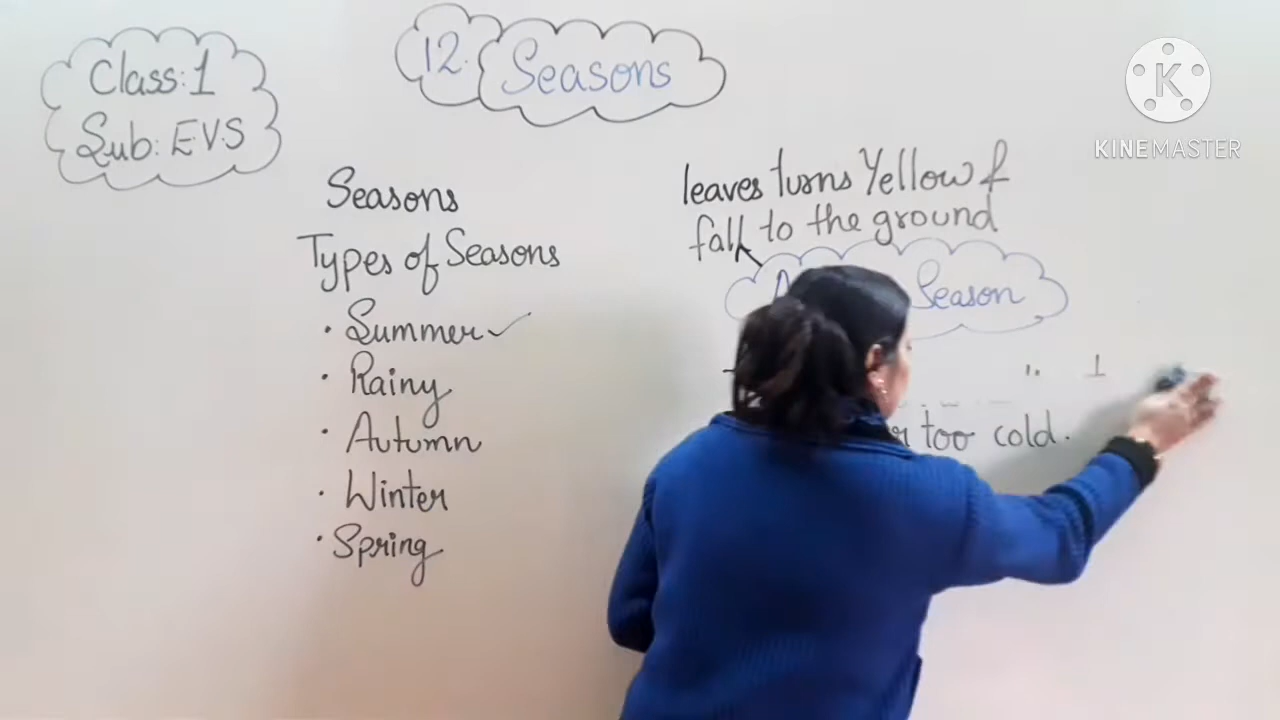 Class: 1
Sub: E.V.S
12. Seasons
Seasons
Types of Seasons
· Summer ✓
· Rainy
· Autumn
· Winter
· Spring
leaves turns Yellow &
fall to the ground
Season
too cold.
KINEMASTER